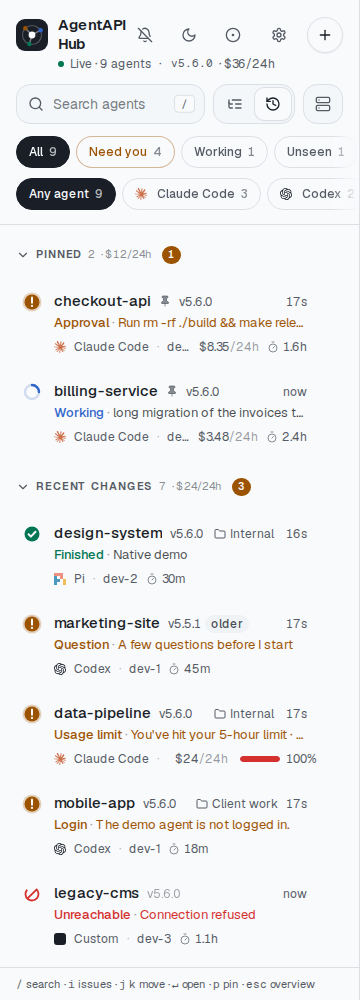 AgentAPI
Hub
Live · 9 agents · v5.6.0 · $36/24h
Search agents /
All 9 Need you 4 Working 1 Unseen 1
Any agent 9 Claude Code 3 Codex 2
PINNED 2 · $12/24h 1
checkout-api v5.6.0 17s
Approval · Run rm -rf ./build && make rele…
Claude Code · de… $8.35/24h 1.6h
billing-service v5.6.0 now
Working · long migration of the invoices t…
Claude Code · de… $3.48/24h 2.4h
RECENT CHANGES 7 · $24/24h 3
design-system v5.6.0 Internal 16s
Finished · Native demo
Pi · dev-2 30m
marketing-site v5.5.1 older 17s
Question · A few questions before I start
Codex · dev-1 45m
data-pipeline v5.6.0 Internal 17s
Usage limit · You've hit your 5-hour limit · …
Claude Code · $24/24h 100%
mobile-app v5.6.0 Client work 17s
Login · The demo agent is not logged in.
Codex · dev-1 18m
legacy-cms v5.6.0 now
Unreachable · Connection refused
Custom · dev-3 1.1h
/ search · i issues · j k move · ↵ open · p pin · esc overview